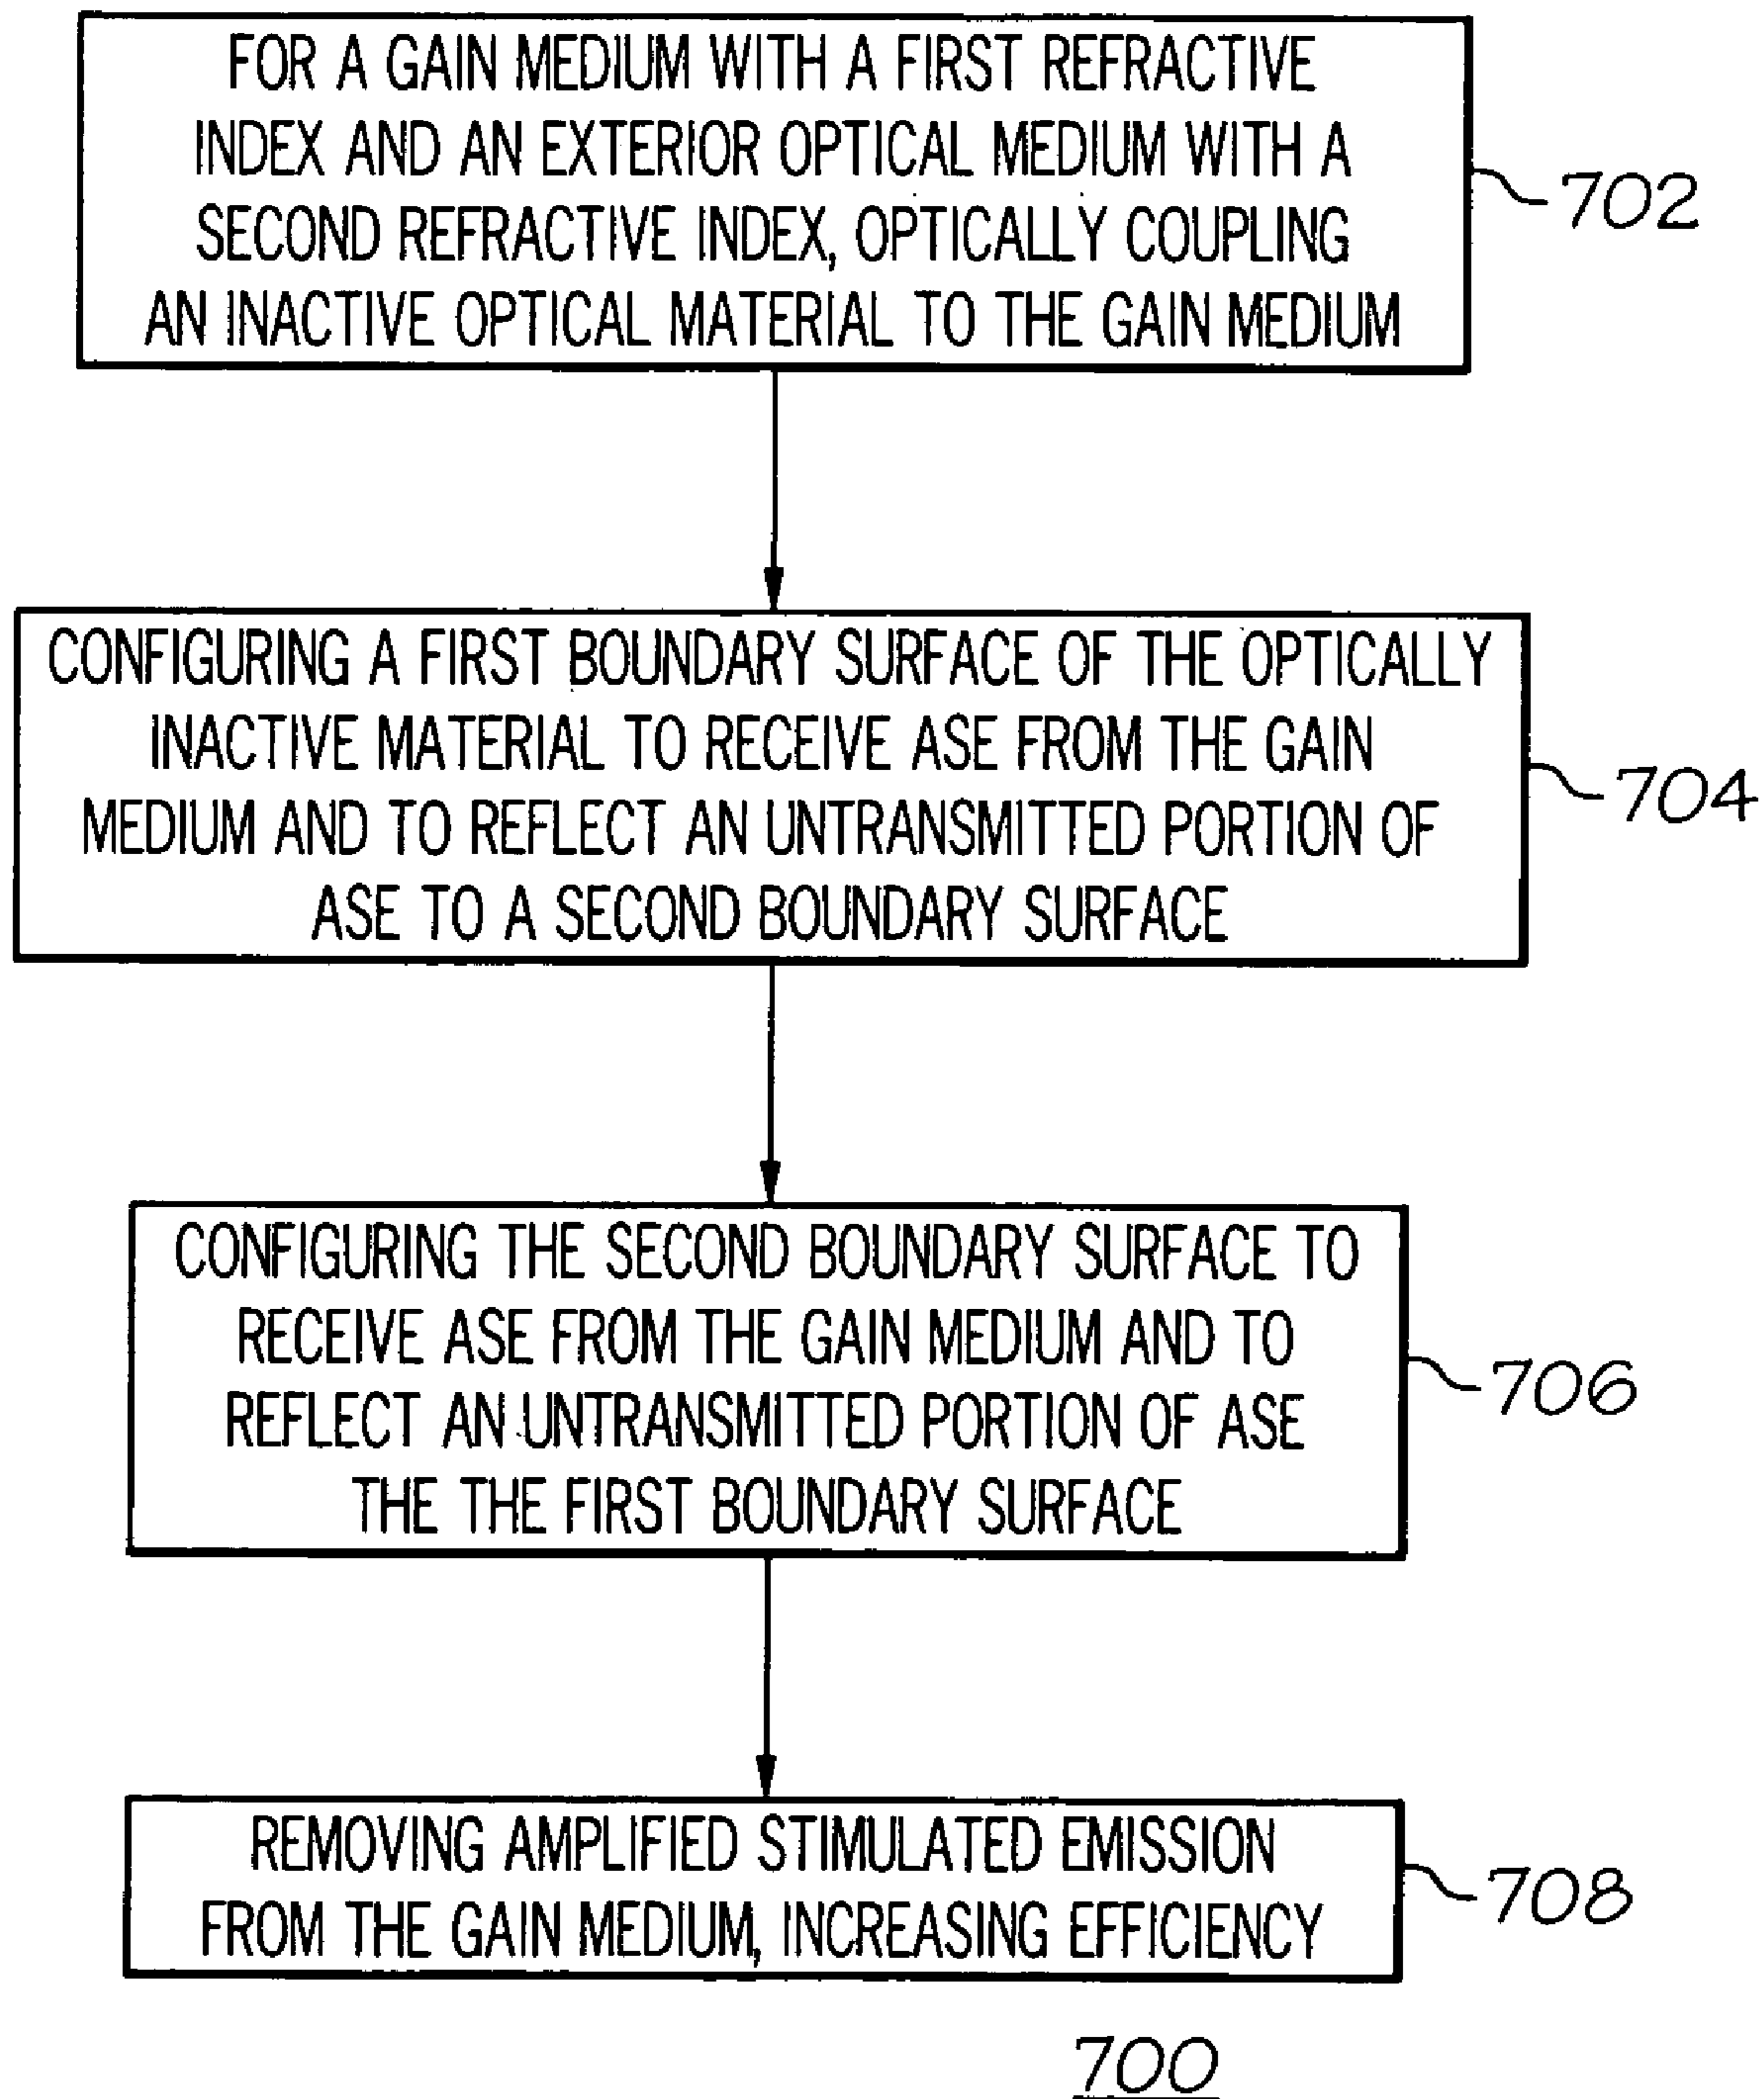 FOR A GAIN MEDIUM WITH A FIRST REFRACTIVE
INDEX AND AN EXTERIOR OPTICAL MEDIUM WITH A
SECOND REFRACTIVE INDEX, OPTICALLY COUPLING
AN INACTIVE OPTICAL MATERIAL TO THE GAIN MEDIUM
702
CONFIGURING A FIRST BOUNDARY SURFACE OF THE OPTICALLY
INACTIVE MATERIAL TO RECEIVE ASE FROM THE GAIN
MEDIUM AND TO REFLECT AN UNTRANSMITTED PORTION OF
ASE TO A SECOND BOUNDARY SURFACE
704
CONFIGURING THE SECOND BOUNDARY SURFACE TO
RECEIVE ASE FROM THE GAIN MEDIUM AND TO
REFLECT AN UNTRANSMITTED PORTION OF ASE
THE THE FIRST BOUNDARY SURFACE
706
REMOVING AMPLIFIED STIMULATED EMISSION
FROM THE GAIN MEDIUM, INCREASING EFFICIENCY
708
700